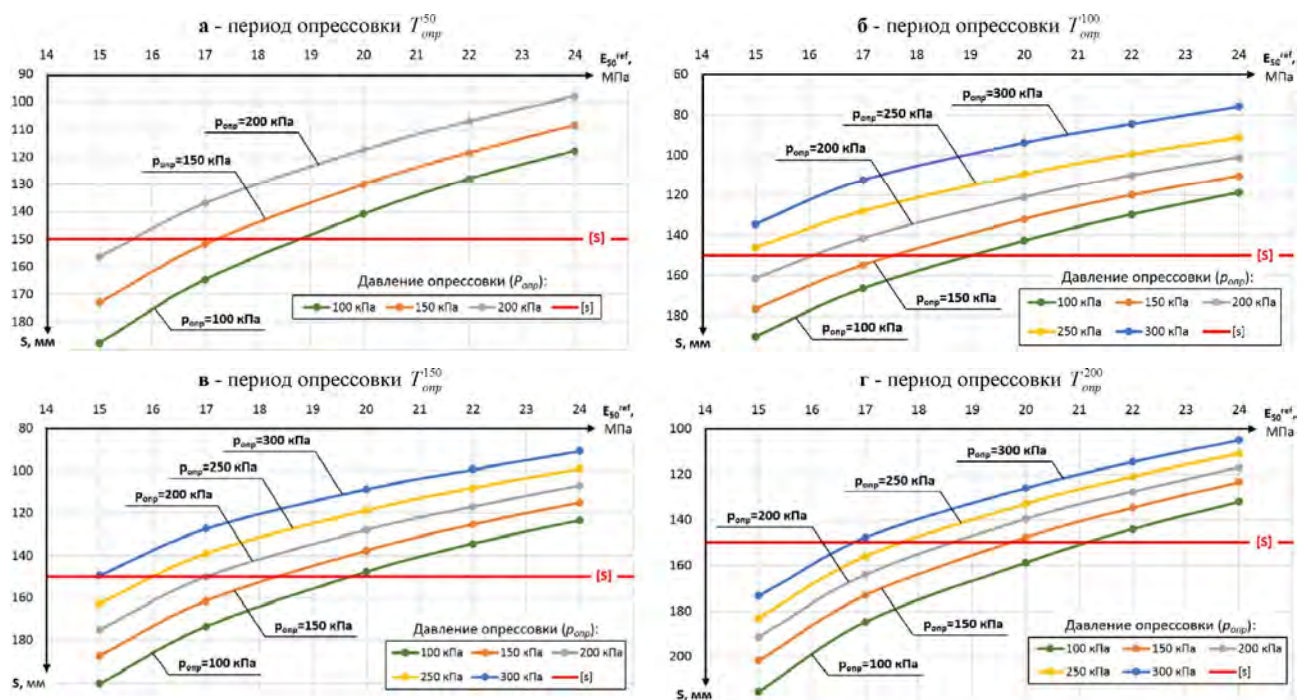 а - период опрессовки T⁵⁰опр
14 15 16 17 18 19 20 21 22 23 24 E₅₀ʳᵉᶠ,
МПа
90
100
110
120
130
140
150
160
170
180
S, мм
pопр=200 кПа
pопр=150 кПа
pопр=100 кПа
[S]
Давление опрессовки (Pопр):
100 кПа 150 кПа 200 кПа [s]
б - период опрессовки T¹⁰⁰опр
14 15 16 17 18 19 20 21 22 23 24 E₅₀ʳᵉᶠ,
МПа
60
80
100
120
140
160
180
S, мм
pопр=300 кПа
pопр=250 кПа
pопр=200 кПа
pопр=150 кПа
pопр=100 кПа
[S]
Давление опрессовки (pопр):
100 кПа 150 кПа 200 кПа
250 кПа 300 кПа [s]
в - период опрессовки T¹⁵⁰опр
14 15 16 17 18 19 20 21 22 23 24 E₅₀ʳᵉᶠ,
МПа
80
100
120
140
160
180
S, мм
pопр=300 кПа
pопр=250 кПа
pопр=200 кПа
pопр=150 кПа
pопр=100 кПа
[S]
Давление опрессовки (pопр):
100 кПа 150 кПа 200 кПа
250 кПа 300 кПа [s]
г - период опрессовки T²⁰⁰опр
14 15 16 17 18 19 20 21 22 23 24 E₅₀ʳᵉᶠ,
МПа
100
120
140
160
180
200
S, мм
pопр=300 кПа
pопр=250 кПа
pопр=200 кПа
pопр=150 кПа
pопр=100 кПа
[S]
Давление опрессовки (pопр):
100 кПа 150 кПа 200 кПа
250 кПа 300 кПа [s]